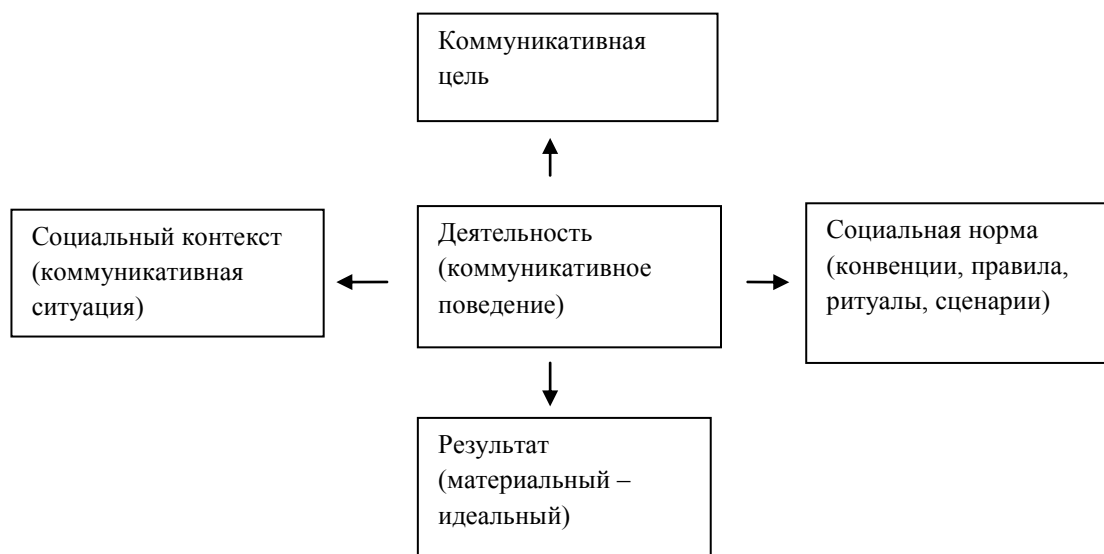 Коммуникативная
цель
Социальный контекст
(коммуникативная
ситуация)
Деятельность
(коммуникативное
поведение)
Социальная норма
(конвенции, правила,
ритуалы, сценарии)
Результат
(материальный –
идеальный)